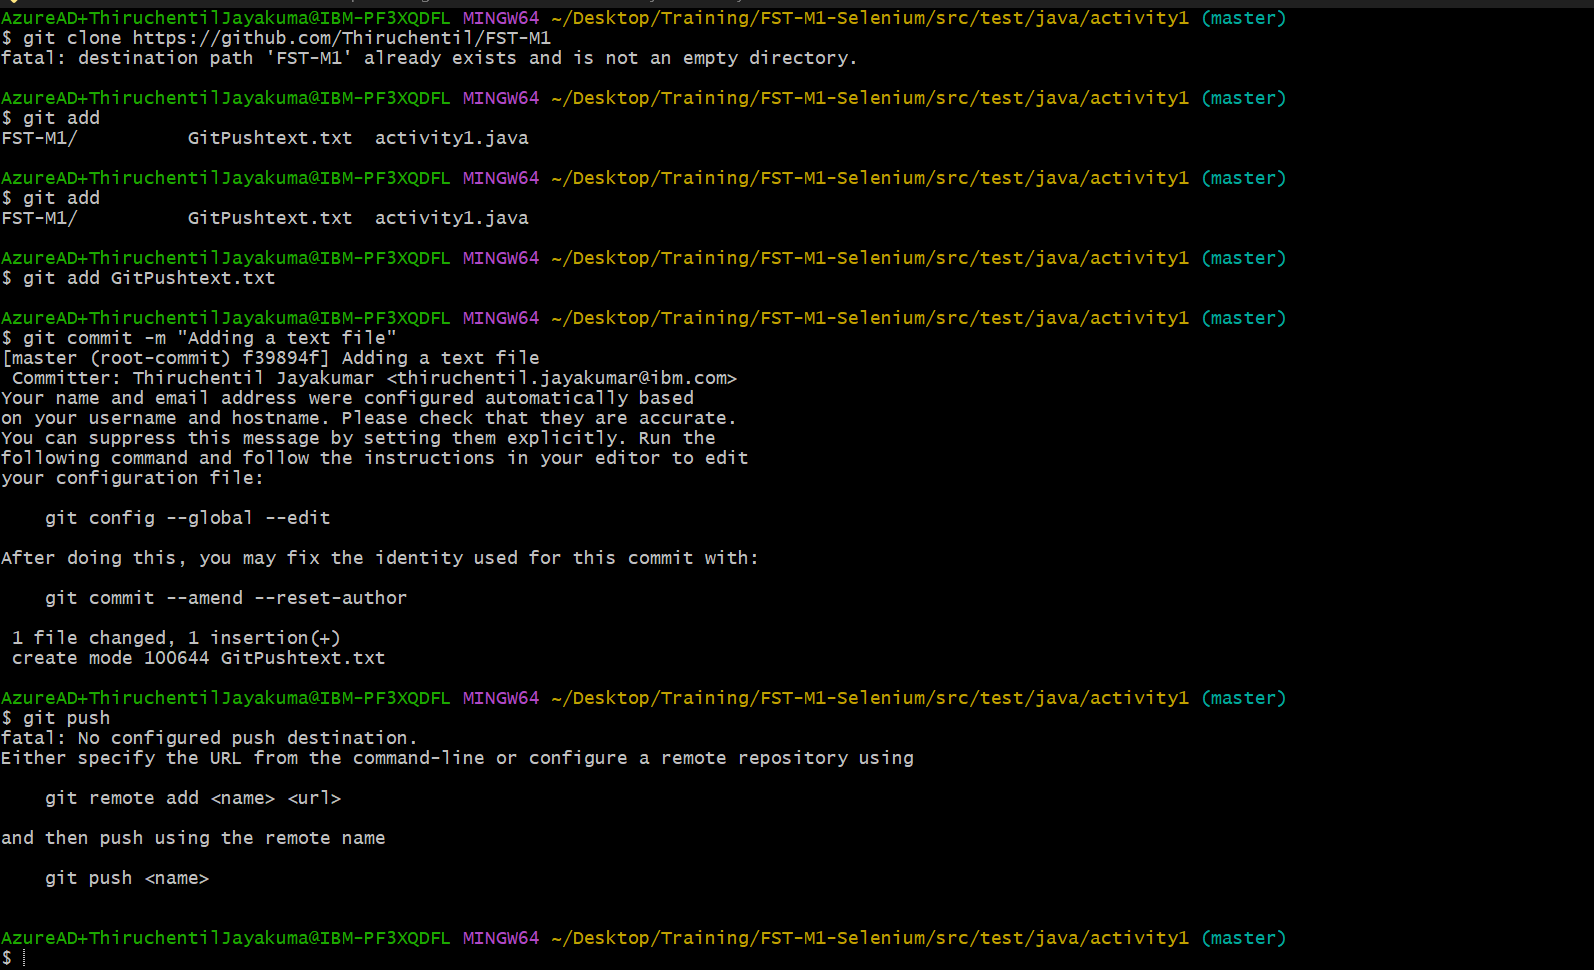 AzureAD+ThiruchentilJayakuma@IBM-PF3XQDFL MINGW64 ~/Desktop/Training/FST-M1-Selenium/src/test/java/activity1 (master)
$ git clone https://github.com/Thiruchentil/FST-M1
fatal: destination path 'FST-M1' already exists and is not an empty directory.
AzureAD+ThiruchentilJayakuma@IBM-PF3XQDFL MINGW64 ~/Desktop/Training/FST-M1-Selenium/src/test/java/activity1 (master)
$ git add
FST-M1/          GitPushtext.txt  activity1.java
AzureAD+ThiruchentilJayakuma@IBM-PF3XQDFL MINGW64 ~/Desktop/Training/FST-M1-Selenium/src/test/java/activity1 (master)
$ git add
FST-M1/          GitPushtext.txt  activity1.java
AzureAD+ThiruchentilJayakuma@IBM-PF3XQDFL MINGW64 ~/Desktop/Training/FST-M1-Selenium/src/test/java/activity1 (master)
$ git add GitPushtext.txt
AzureAD+ThiruchentilJayakuma@IBM-PF3XQDFL MINGW64 ~/Desktop/Training/FST-M1-Selenium/src/test/java/activity1 (master)
$ git commit -m "Adding a text file"
[master (root-commit) f39894f] Adding a text file
 Committer: Thiruchentil Jayakumar <thiruchentil.jayakumar@ibm.com>
Your name and email address were configured automatically based
on your username and hostname. Please check that they are accurate.
You can suppress this message by setting them explicitly. Run the
following command and follow the instructions in your editor to edit
your configuration file:
    git config --global --edit
After doing this, you may fix the identity used for this commit with:
    git commit --amend --reset-author
 1 file changed, 1 insertion(+)
 create mode 100644 GitPushtext.txt
AzureAD+ThiruchentilJayakuma@IBM-PF3XQDFL MINGW64 ~/Desktop/Training/FST-M1-Selenium/src/test/java/activity1 (master)
$ git push
fatal: No configured push destination.
Either specify the URL from the command-line or configure a remote repository using
    git remote add <name> <url>
and then push using the remote name
    git push <name>
AzureAD+ThiruchentilJayakuma@IBM-PF3XQDFL MINGW64 ~/Desktop/Training/FST-M1-Selenium/src/test/java/activity1 (master)
$